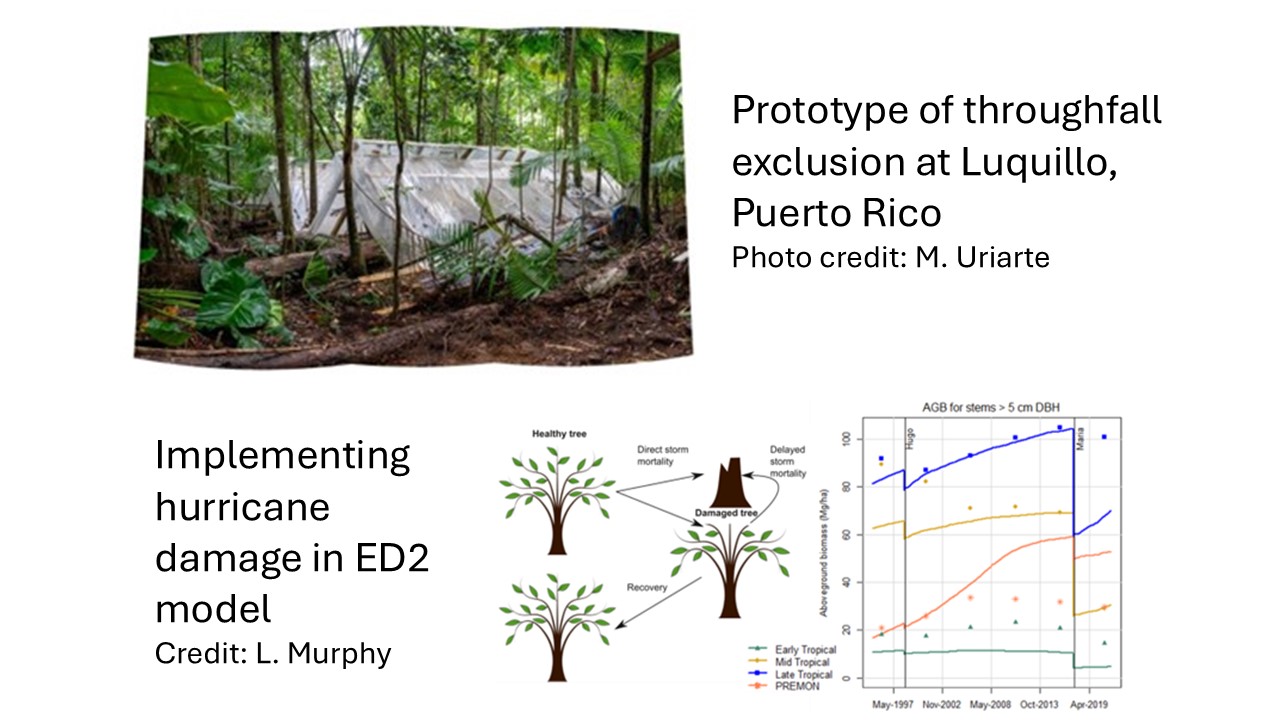 Prototype of throughfall
exclusion at Luquillo,
Puerto Rico
Photo credit: M. Uriarte
Implementing
hurricane
damage in ED2
model
Credit: L. Murphy
Healthy tree
Direct storm
mortality
Delayed
storm
mortality
Damaged tree
Recovery
AGB for stems > 5 cm DBH
Hugo
Maria
Aboveground biomass (Mg/ha)
100
80
60
40
20
0
May-1997 Nov-2002 May-2008 Oct-2013 Apr-2019
Early Tropical
Mid Tropical
Late Tropical
PREMON